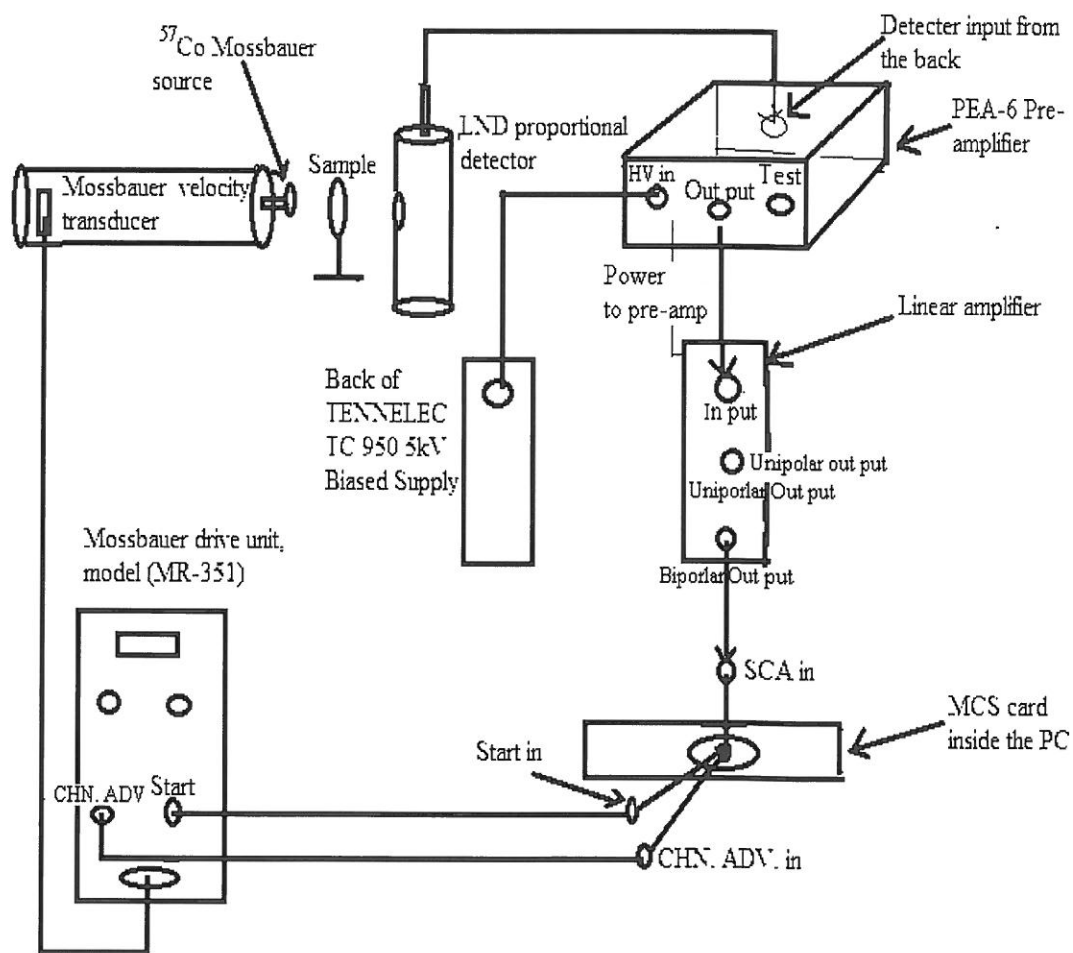 57Co Mossbauer
source
Detecter input from
the back
PEA-6 Pre-
amplifier
LND proportional
detector
Sample
Mossbauer velocity
transducer
HV in
Out put
Test
Power
to pre-amp
Linear amplifier
Back of
TENNELEC
TC 950 5kV
Biased Supply
In put
Unipolar out put
Uniporlar Out put
Biporlar Out put
Mossbauer drive unit,
model (MR-351)
SCA in
MCS card
inside the PC
Start in
CHN. ADV
Start
CHN. ADV. in